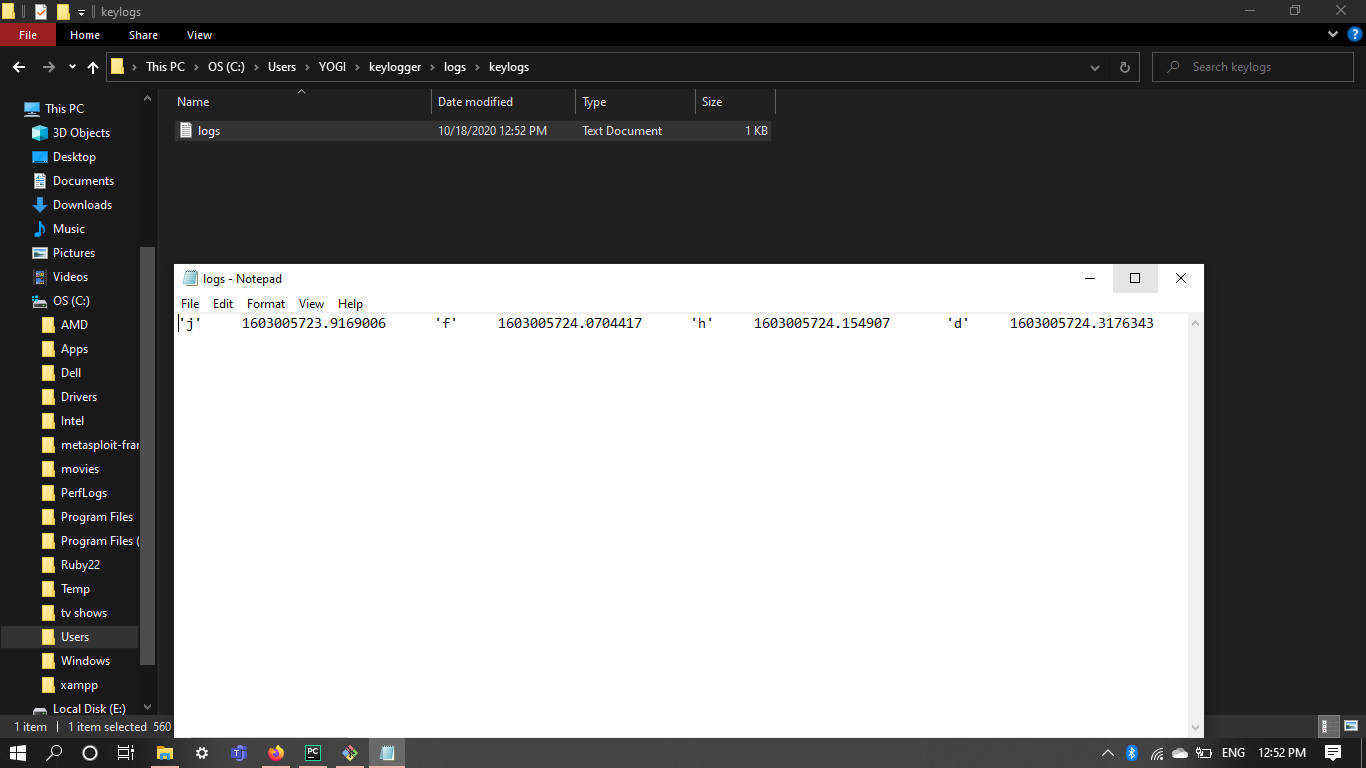 keylogs
File Home Share View
This PC OS (C:) Users YOGI keylogger logs keylogs Search keylogs
Name Date modified Type Size
logs 10/18/2020 12:52 PM Text Document 1 KB
This PC
3D Objects
Desktop
Documents
Downloads
Music
Pictures
Videos
OS (C:)
AMD
Apps
Dell
Drivers
Intel
metasploit-fran
movies
PerfLogs
Program Files
Program Files (
Ruby22
Temp
tv shows
Users
Windows
xampp
Local Disk (E:)
logs - Notepad
File Edit Format View Help
'j' 1603005723.9169006 'f' 1603005724.0704417 'h' 1603005724.154907 'd' 1603005724.3176343
1 item 1 item selected 560
PC ENG 12:52 PM